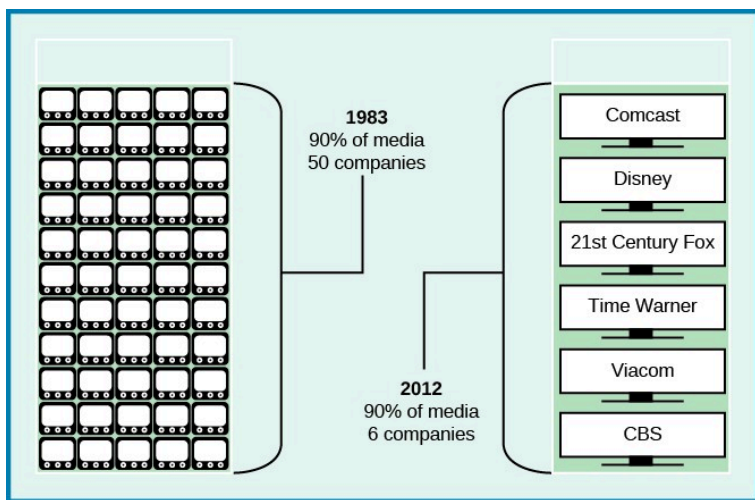 1983
90% of media
50 companies
2012
90% of media
6 companies
Comcast
Disney
21st Century Fox
Time Warner
Viacom
CBS